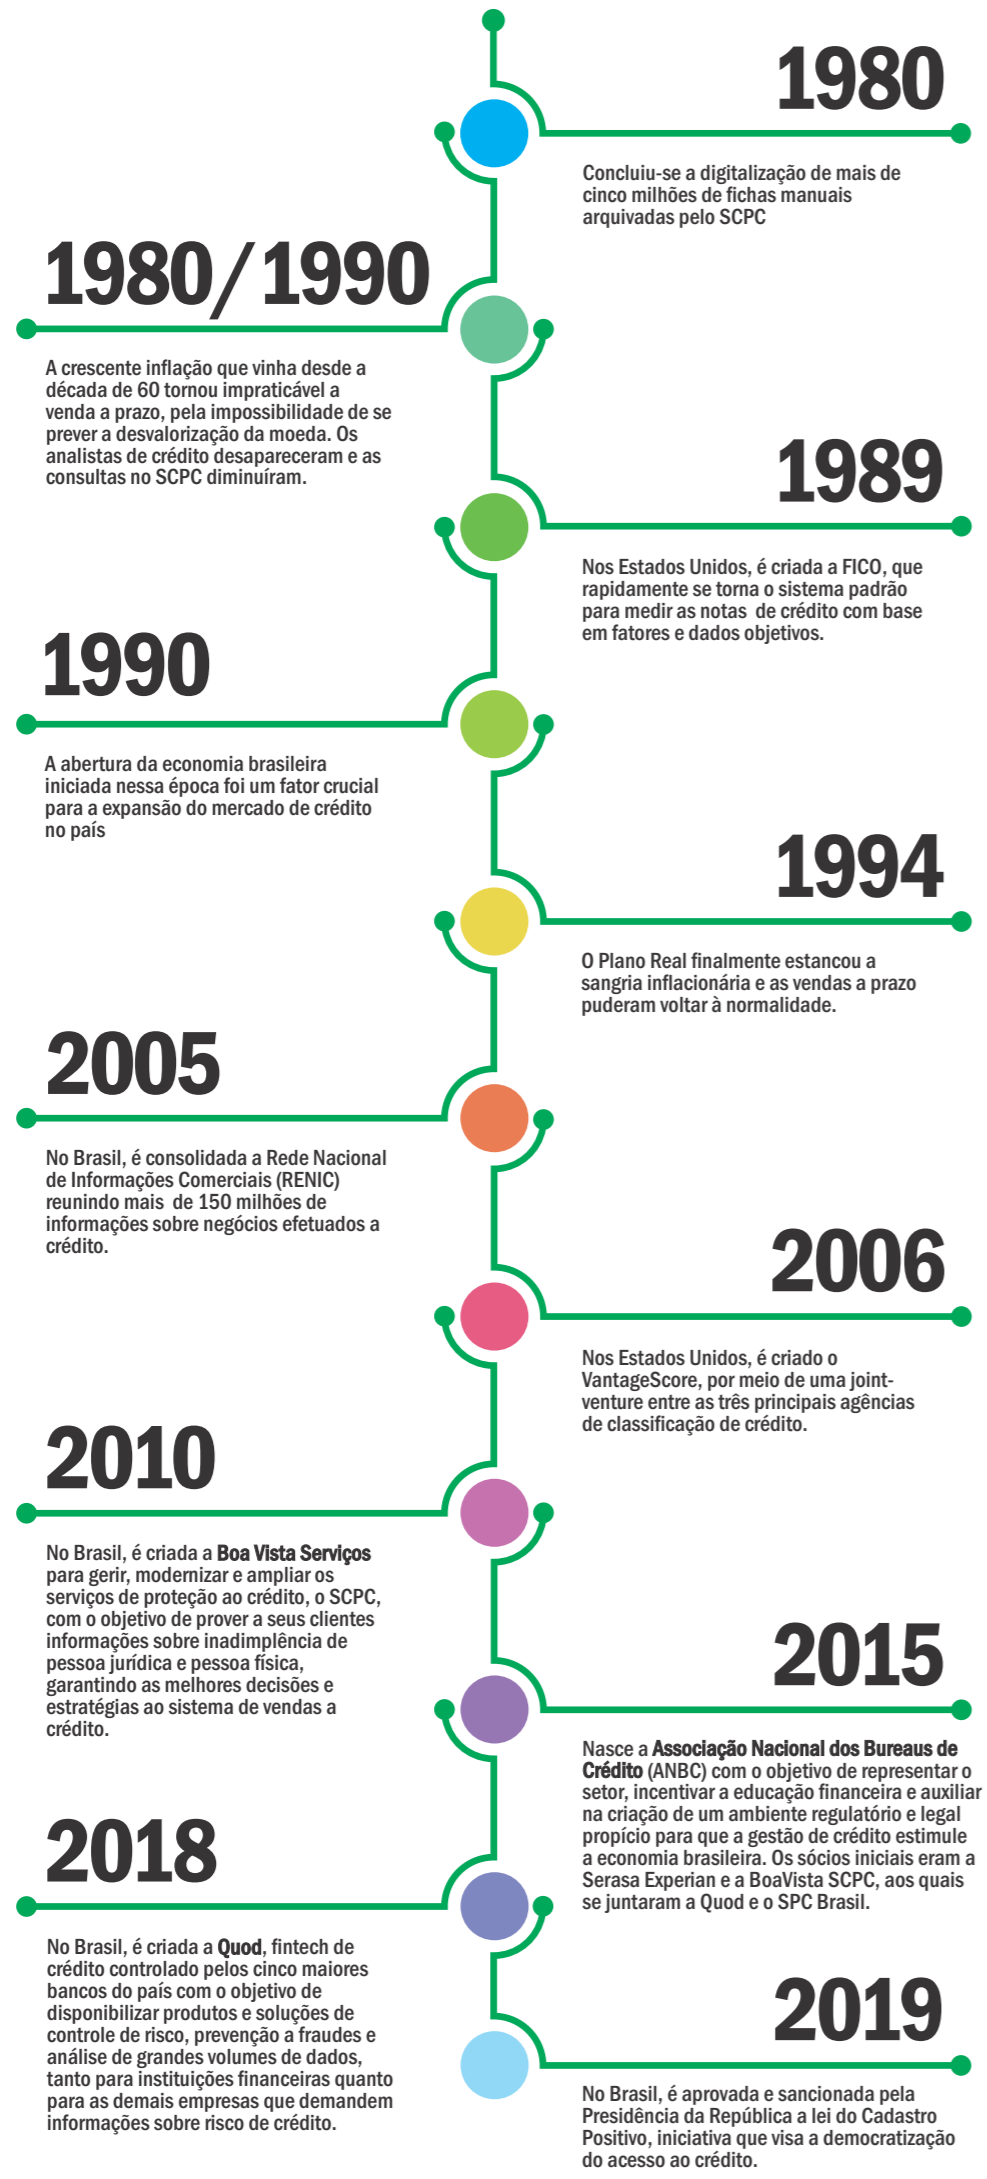 1980
Concluiu-se a digitalização de mais de
cinco milhões de fichas manuais
arquivadas pelo SCPC
1980/1990
A crescente inflação que vinha desde a
década de 60 tornou impraticável a
venda a prazo, pela impossibilidade de se
prever a desvalorização da moeda. Os
analistas de crédito desapareceram e as
consultas no SCPC diminuíram.
1989
Nos Estados Unidos, é criada a FICO, que
rapidamente se torna o sistema padrão
para medir as notas de crédito com base
em fatores e dados objetivos.
1990
A abertura da economia brasileira
iniciada nessa época foi um fator crucial
para a expansão do mercado de crédito
no país
1994
O Plano Real finalmente estancou a
sangria inflacionária e as vendas a prazo
puderam voltar à normalidade.
2005
No Brasil, é consolidada a Rede Nacional
de Informações Comerciais (RENIC)
reunindo mais de 150 milhões de
informações sobre negócios efetuados a
crédito.
2006
Nos Estados Unidos, é criado o
VantageScore, por meio de uma joint-
venture entre as três principais agências
de classificação de crédito.
2010
No Brasil, é criada a Boa Vista Serviços
para gerir, modernizar e ampliar os
serviços de proteção ao crédito, o SCPC,
com o objetivo de prover a seus clientes
informações sobre inadimplência de
pessoa jurídica e pessoa física,
garantindo as melhores decisões e
estratégias ao sistema de vendas a
crédito.
2015
Nasce a Associação Nacional dos Bureaus de
Crédito (ANBC) com o objetivo de representar o
setor, incentivar a educação financeira e auxiliar
na criação de um ambiente regulatório e legal
propício para que a gestão de crédito estimule
a economia brasileira. Os sócios iniciais eram a
Serasa Experian e a BoaVista SCPC, aos quais
se juntaram a Quod e o SPC Brasil.
2018
No Brasil, é criada a Quod, fintech de
crédito controlado pelos cinco maiores
bancos do país com o objetivo de
disponibilizar produtos e soluções de
controle de risco, prevenção a fraudes e
análise de grandes volumes de dados,
tanto para instituições financeiras quanto
para as demais empresas que demandem
informações sobre risco de crédito.
2019
No Brasil, é aprovada e sancionada pela
Presidência da República a lei do Cadastro
Positivo, iniciativa que visa a democratização
do acesso ao crédito.